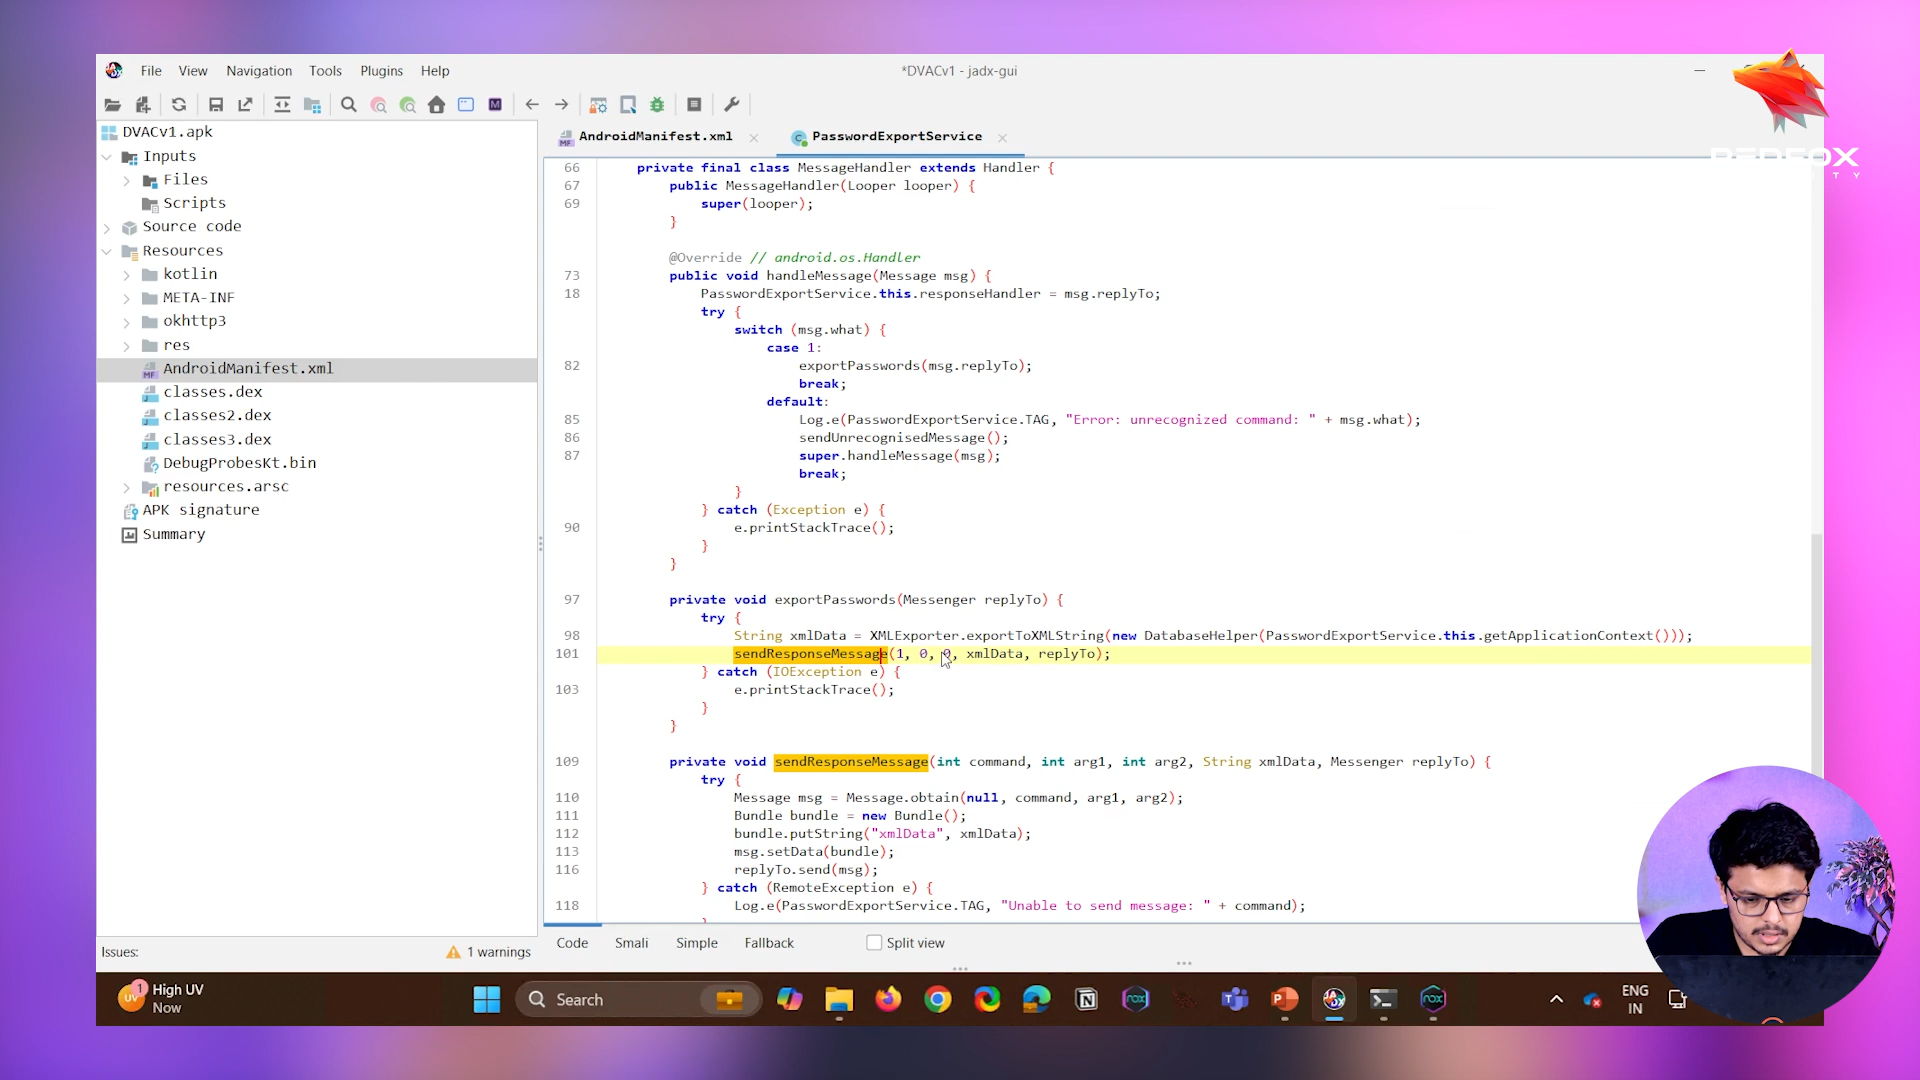 File View Navigation Tools Plugins Help
*DVACv1 - jadx-gui
REDFOX
DVACv1.apk
Inputs
Files
Scripts
Source code
Resources
kotlin
META-INF
okhttp3
res
AndroidManifest.xml
classes.dex
classes2.dex
classes3.dex
DebugProbesKt.bin
resources.arsc
APK signature
Summary
Issues: 1 warnings
AndroidManifest.xml PasswordExportService
66 private final class MessageHandler extends Handler {
67 public MessageHandler(Looper looper) {
69 super(looper);
}
@Override // android.os.Handler
73 public void handleMessage(Message msg) {
18 PasswordExportService.this.responseHandler = msg.replyTo;
try {
switch (msg.what) {
case 1:
82 exportPasswords(msg.replyTo);
break;
default:
85 Log.e(PasswordExportService.TAG, "Error: unrecognized command: " + msg.what);
86 sendUnrecognisedMessage();
87 super.handleMessage(msg);
break;
}
} catch (Exception e) {
90 e.printStackTrace();
}
}
97 private void exportPasswords(Messenger replyTo) {
try {
98 String xmlData = XMLExporter.exportToXMLString(new DatabaseHelper(PasswordExportService.this.getApplicationContext()));
101 sendResponseMessage(1, 0, 0, xmlData, replyTo);
} catch (IOException e) {
103 e.printStackTrace();
}
}
109 private void sendResponseMessage(int command, int arg1, int arg2, String xmlData, Messenger replyTo) {
try {
110 Message msg = Message.obtain(null, command, arg1, arg2);
111 Bundle bundle = new Bundle();
112 bundle.putString("xmlData", xmlData);
113 msg.setData(bundle);
116 replyTo.send(msg);
} catch (RemoteException e) {
118 Log.e(PasswordExportService.TAG, "Unable to send message: " + command);
Code Smali Simple Fallback Split view
High UV
Now
Search
ENG
IN